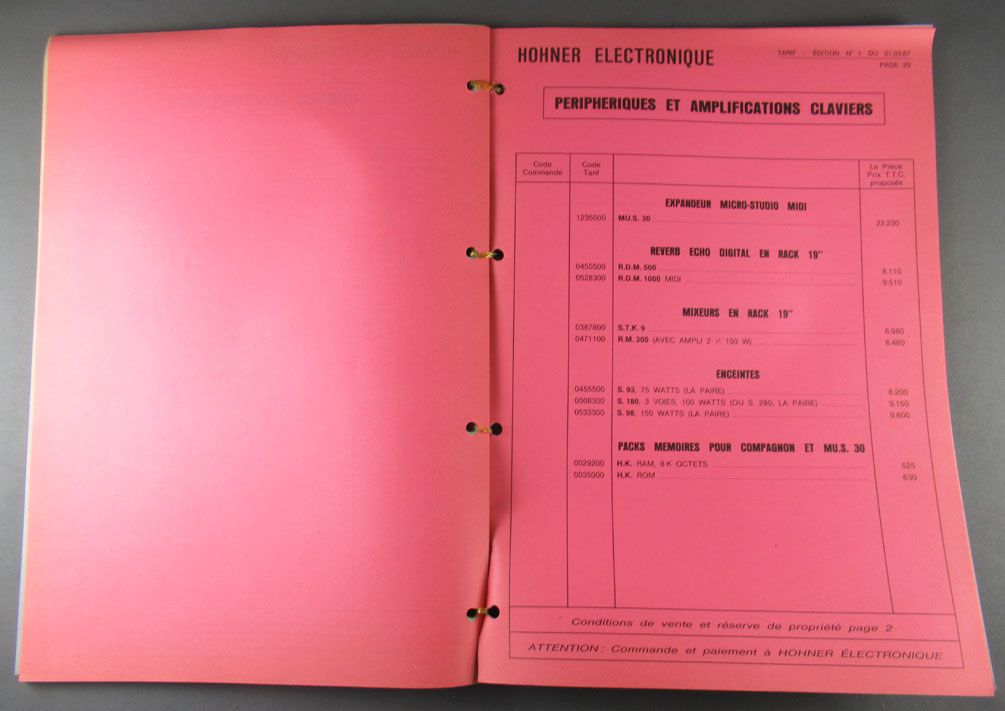 HOHNER ELECTRONIQUE
TARIF - ÉDITION N° 1 DU 01.03.87
PAGE 29
PERIPHERIQUES ET AMPLIFICATIONS CLAVIERS
Code Commande
Code Tarif
La Pièce Prix T.T.C. proposés
EXPANDEUR MICRO-STUDIO MIDI
1235000 MU.S. 30 22.230
REVERB ECHO DIGITAL EN RACK 19"
0450500 R.D.M. 500 8.110
0528300 R.D.M. 1000 MIDI 9.510
MIXEURS EN RACK 19"
0387800 S.T.K. 9 6.980
0471100 R.M. 300 (AVEC AMPLI 2 × 150 W) 8.480
ENCEINTES
0455500 S. 93, 75 WATTS (LA PAIRE) 8.200
0508300 S. 180, 3 VOIES, 100 WATTS (OU S. 280, LA PAIRE) 9.150
0533300 S. 98, 150 WATTS (LA PAIRE) 9.600
PACKS MEMOIRES POUR COMPAGNON ET MU.S. 30
0029200 H.K. RAM, 8 K OCTETS 525
0035000 H.K. ROM 630
Conditions de vente et réserve de propriété page 2
ATTENTION : Commande et paiement à HOHNER ÉLECTRONIQUE